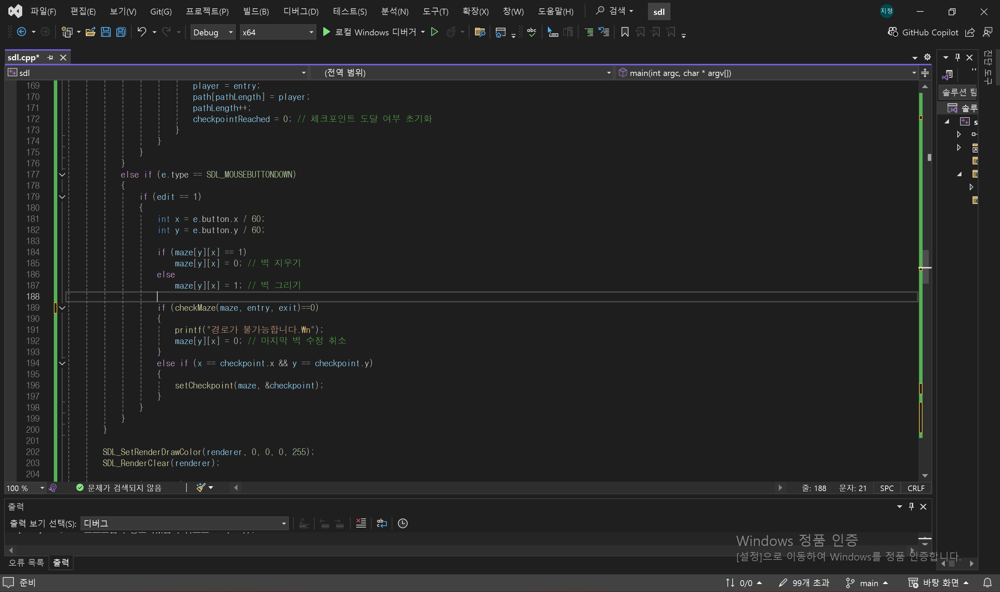 파일(F) 편집(E) 보기(V) Git(G) 프로젝트(P) 빌드(B) 디버그(D) 테스트(S) 분석(N) 도구(T) 확장(X) 창(W) 도움말(H) 검색 sdl 지정
Debug x64 로컬 Windows 디버거 abc GitHub Copilot
sdl.cpp*
진단 도구
sdl (전역 범위) main(int argc, char * argv[])
솔루션 팀
솔루
s
169 player = entry;
170 path[pathLength] = player;
171 pathLength++;
172 checkpointReached = 0; // 체크포인트 도달 여부 초기화
173 }
174 }
175 }
176 }
177 else if (e.type == SDL_MOUSEBUTTONDOWN)
178 {
179 if (edit == 1)
180 {
181 int x = e.button.x / 60;
182 int y = e.button.y / 60;
183
184 if (maze[y][x] == 1)
185 maze[y][x] = 0; // 벽 지우기
186 else
187 maze[y][x] = 1; // 벽 그리기
188
189 if (checkMaze(maze, entry, exit)==0)
190 {
191 printf("경로가 불가능합니다.₩n");
192 maze[y][x] = 0; // 마지막 벽 수정 취소
193 }
194 else if (x == checkpoint.x && y == checkpoint.y)
195 {
196 setCheckpoint(maze, &checkpoint);
197 }
198 }
199 }
200 }
201
202 SDL_SetRenderDrawColor(renderer, 0, 0, 0, 255);
203 SDL_RenderClear(renderer);
204
100 % 문제가 검색되지 않음 줄: 188 문자: 21 SPC CRLF
출력
출력 보기 선택(S): 디버그
Windows 정품 인증
[설정]으로 이동하여 Windows를 정품 인증합니다.
오류 목록 출력
준비 0/0 99개 초과 main 바탕 화면